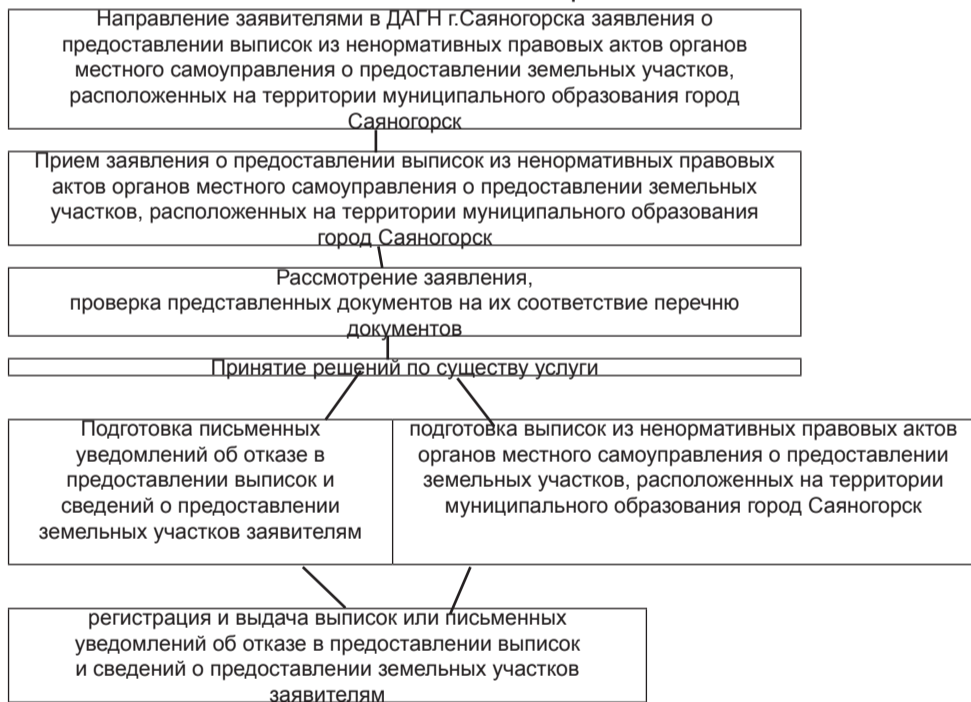 Направление заявителями в ДАГН г.Саяногорска заявления о
предоставлении выписок из ненормативных правовых актов органов
местного самоуправления о предоставлении земельных участков,
расположенных на территории муниципального образования город
Саяногорск
Прием заявления о предоставлении выписок из ненормативных правовых
актов органов местного самоуправления о предоставлении земельных
участков, расположенных на территории муниципального образования
город Саяногорск
Рассмотрение заявления,
проверка представленных документов на их соответствие перечню
документов
Принятие решений по существу услуги
Подготовка письменных
уведомлений об отказе в
предоставлении выписок и
сведений о предоставлении
земельных участков заявителям
подготовка выписок из ненормативных правовых актов
органов местного самоуправления о предоставлении
земельных участков, расположенных на территории
муниципального образования город Саяногорск
регистрация и выдача выписок или письменных
уведомлений об отказе в предоставлении выписок
и сведений о предоставлении земельных участков
заявителям